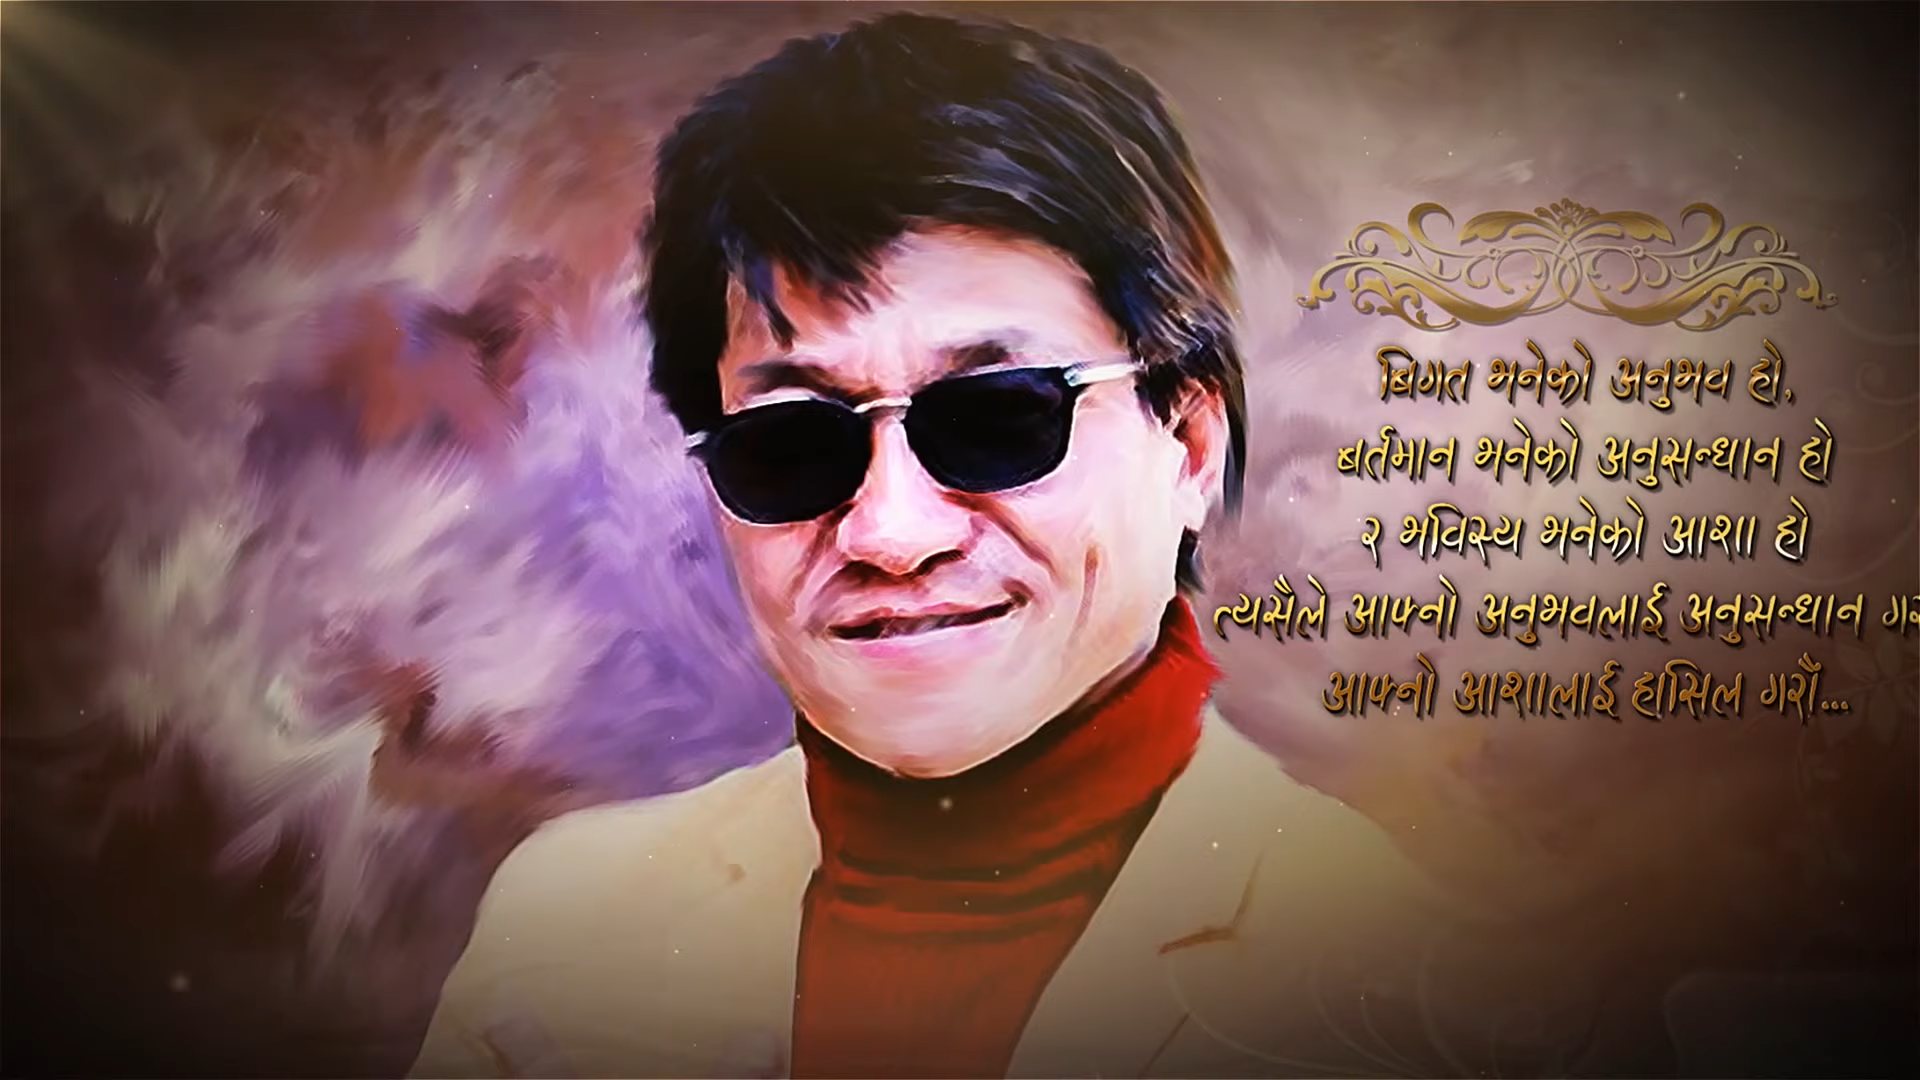 बिगत भनेको अनुभव हो,
बर्तमान भनेको अनुसन्धान हो
र भविस्य भनेको आशा हो
त्यसैले आफ्नो अनुभवलाई अनुसन्धान
आफ्नो आशालाई हासिल गरौं...